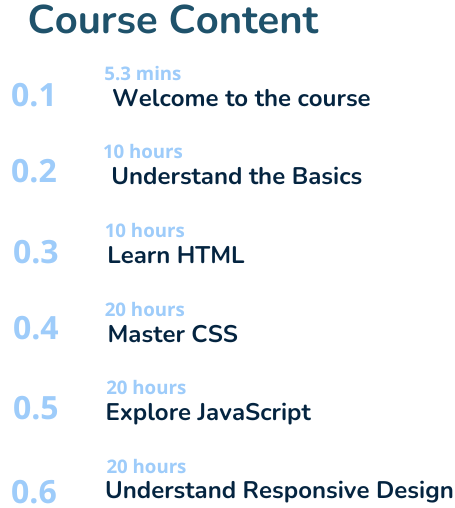 Course Content
5.3 mins
0.1 Welcome to the course
10 hours
0.2 Understand the Basics
10 hours
0.3 Learn HTML
20 hours
0.4 Master CSS
20 hours
0.5 Explore JavaScript
20 hours
0.6 Understand Responsive Design